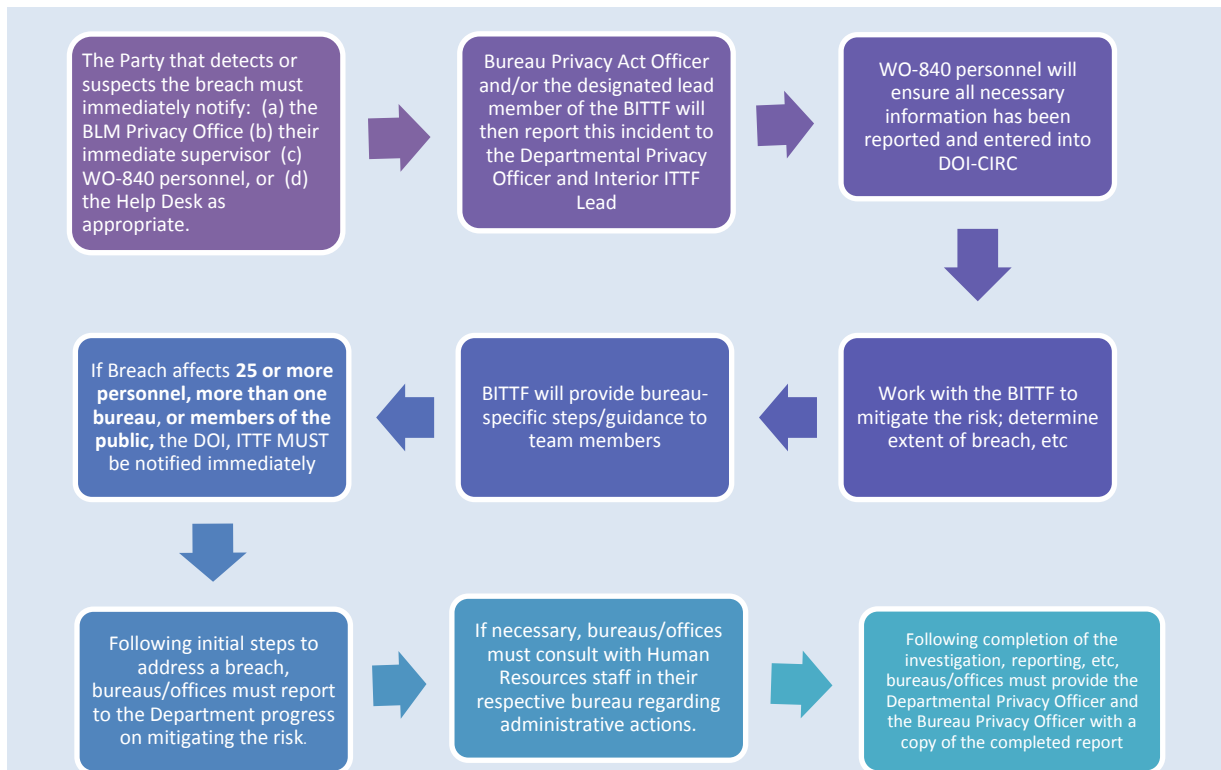 The Party that detects or
suspects the breach must
immediately notify:  (a) the
BLM Privacy Office (b) their
immediate supervisor  (c)
WO-840 personnel, or  (d)
the Help Desk as
appropriate.
Bureau Privacy Act Officer
and/or the designated lead
member of the BITTF will
then report this incident to
the Departmental Privacy
Officer and Interior ITTF
Lead
WO-840 personnel will
ensure all necessary
information has been
reported and entered into
DOI-CIRC
Work with the BITTF to
mitigate the risk; determine
extent of breach, etc
BITTF will provide bureau-
specific steps/guidance to
team members
If Breach affects 25 or more
personnel, more than one
bureau, or members of the
public, the DOI, ITTF MUST
be notified immediately
Following initial steps to
address a breach,
bureaus/offices must report
to the Department progress
on mitigating the risk.
If necessary, bureaus/offices
must consult with Human
Resources staff in their
respective bureau regarding
administrative actions.
Following completion of the
investigation, reporting, etc,
bureaus/offices must provide the
Departmental Privacy Officer and
the Bureau Privacy Officer with a
copy of the completed report